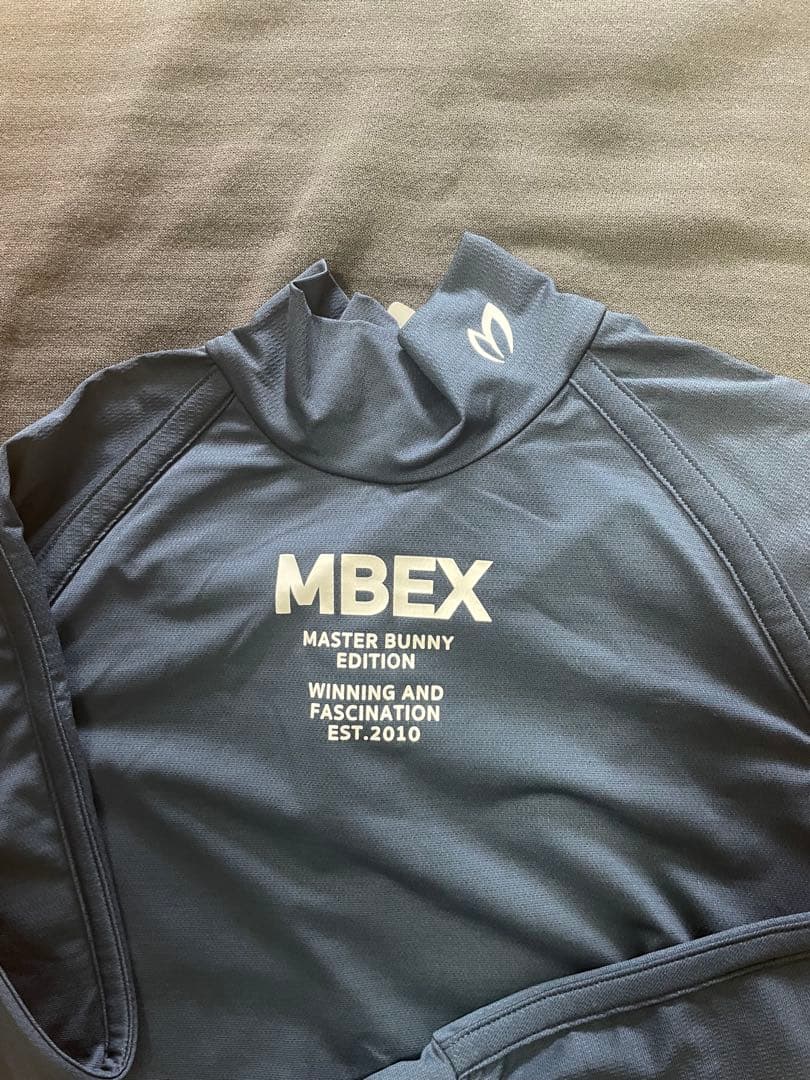 MBEX
MASTER BUNNY
EDITION
WINNING AND
FASCINATION
EST.2010